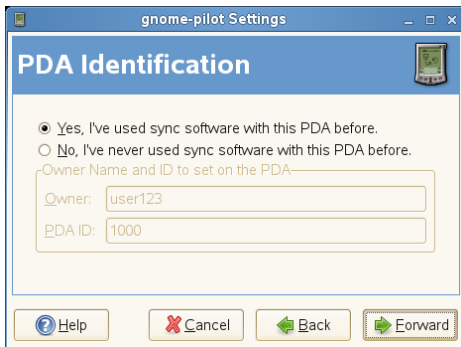 gnome-pilot Settings
PDA Identification
Yes, I've used sync software with this PDA before.
No, I've never used sync software with this PDA before.
Owner Name and ID to set on the PDA
Owner: user123
PDA ID: 1000
Help Cancel Back Forward